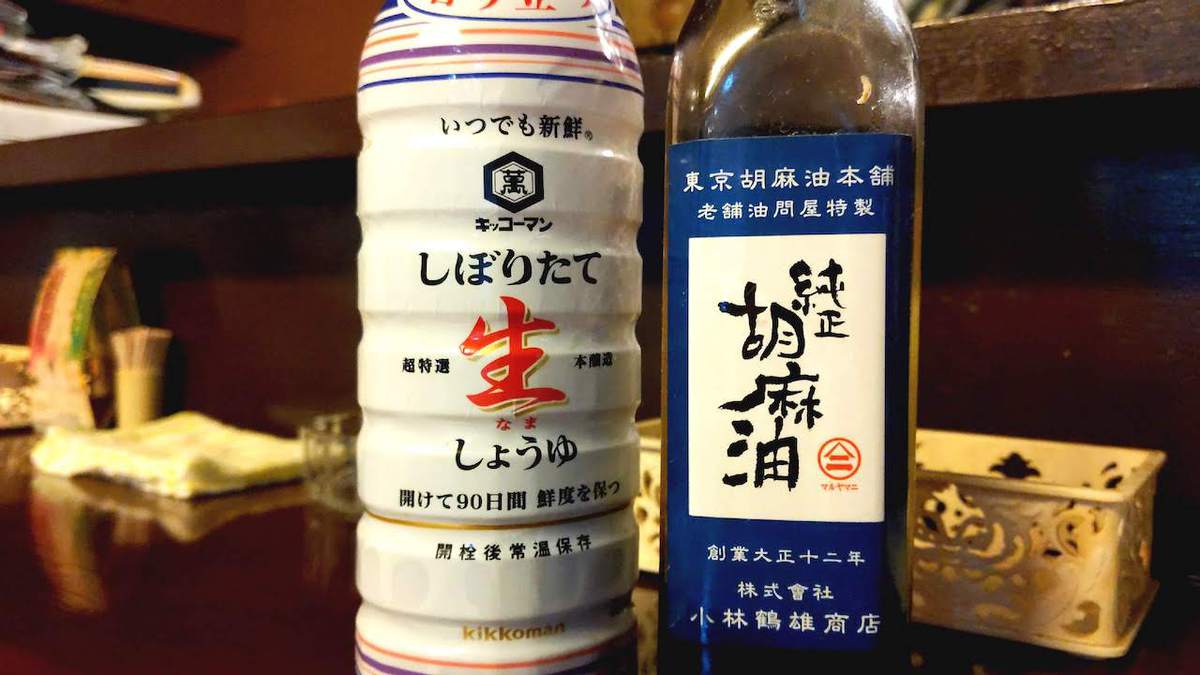 いつでも新鮮®
萬
キッコーマン
しぼりたて
超特選
生
本醸造
なま
しょうゆ
開けて90日間 鮮度を保つ
開栓後常温保存
kikkoman
東京胡麻油本舗
老舗油問屋特製
純正
胡麻油
マルヤマニ
創業大正十二年
株式會社
小林鶴雄商店